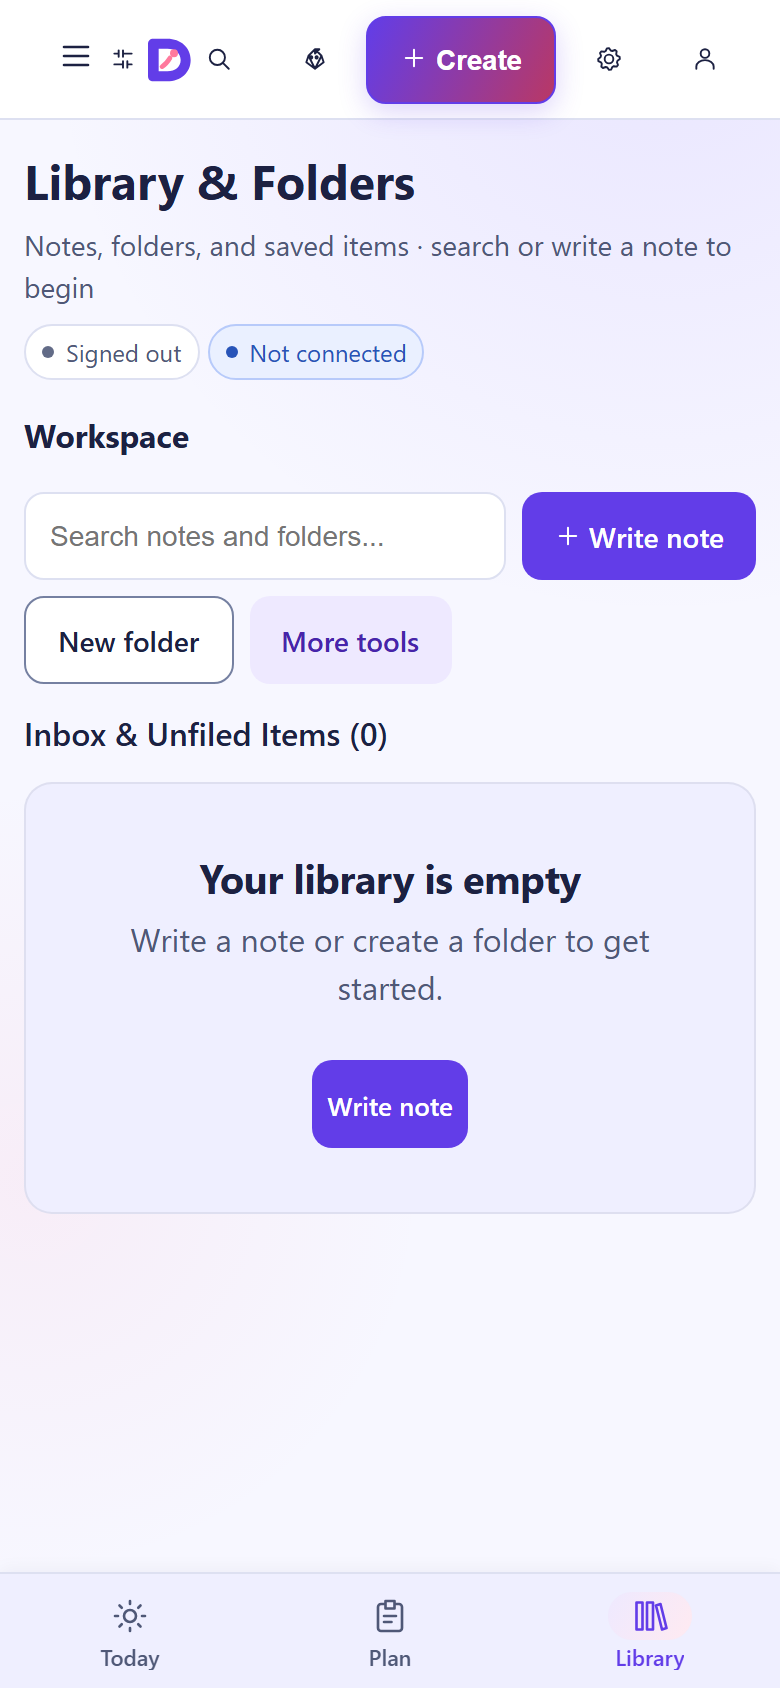 + Create
Library & Folders
Notes, folders, and saved items · search or write a note to
begin
Signed out
Not connected
Workspace
Search notes and folders...
+ Write note
New folder
More tools
Inbox & Unfiled Items (0)
Your library is empty
Write a note or create a folder to get
started.
Write note
Today
Plan
Library